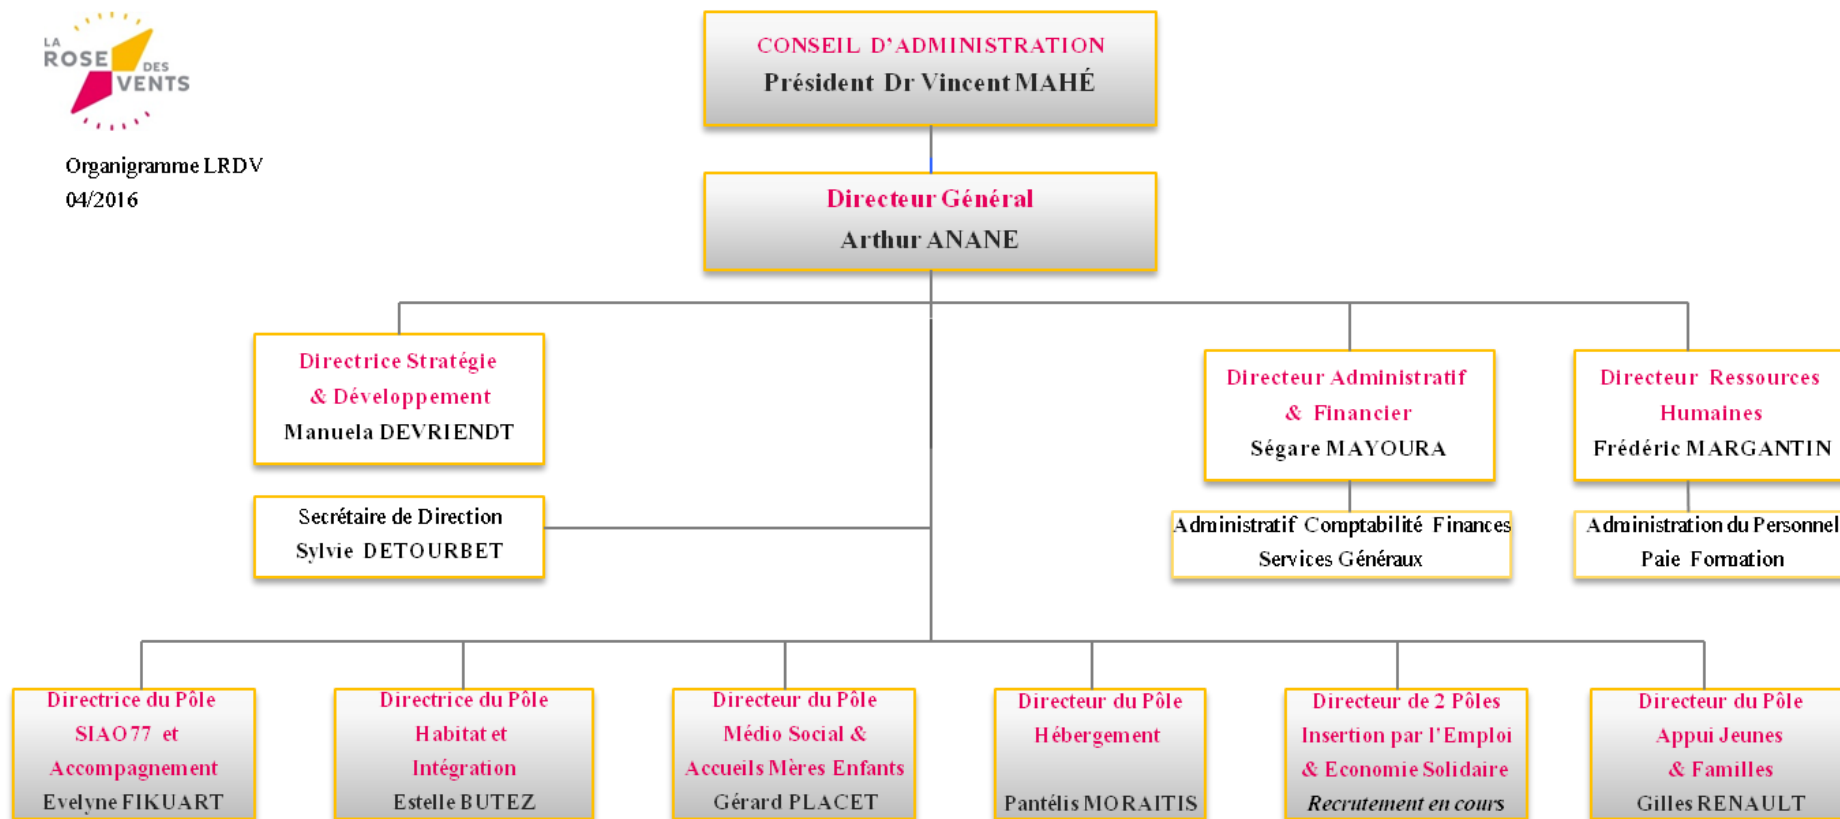 LA
ROSE
DES
VENTS
Organigramme LRDV
04/2016
CONSEIL D'ADMINISTRATION
Président Dr Vincent MAHÉ
Directeur Général
Arthur ANANE
Directrice Stratégie
& Développement
Manuela DEVRIENDT
Directeur Administratif
& Financier
Ségare MAYOURA
Directeur Ressources
Humaines
Frédéric MARGANTIN
Secrétaire de Direction
Sylvie DETOURBET
Administratif Comptabilité Finances
Services Généraux
Administration du Personnel
Paie Formation
Directrice du Pôle
SIAO77 et
Accompagnement
Evelyne FIKUART
Directrice du Pôle
Habitat et
Intégration
Estelle BUTEZ
Directeur du Pôle
Médio Social &
Accueils Mères Enfants
Gérard PLACET
Directeur du Pôle
Hébergement
Pantélis MORAITIS
Directeur de 2 Pôles
Insertion par l'Emploi
& Economie Solidaire
Recrutement en cours
Directeur du Pôle
Appui Jeunes
& Familles
Gilles RENAULT